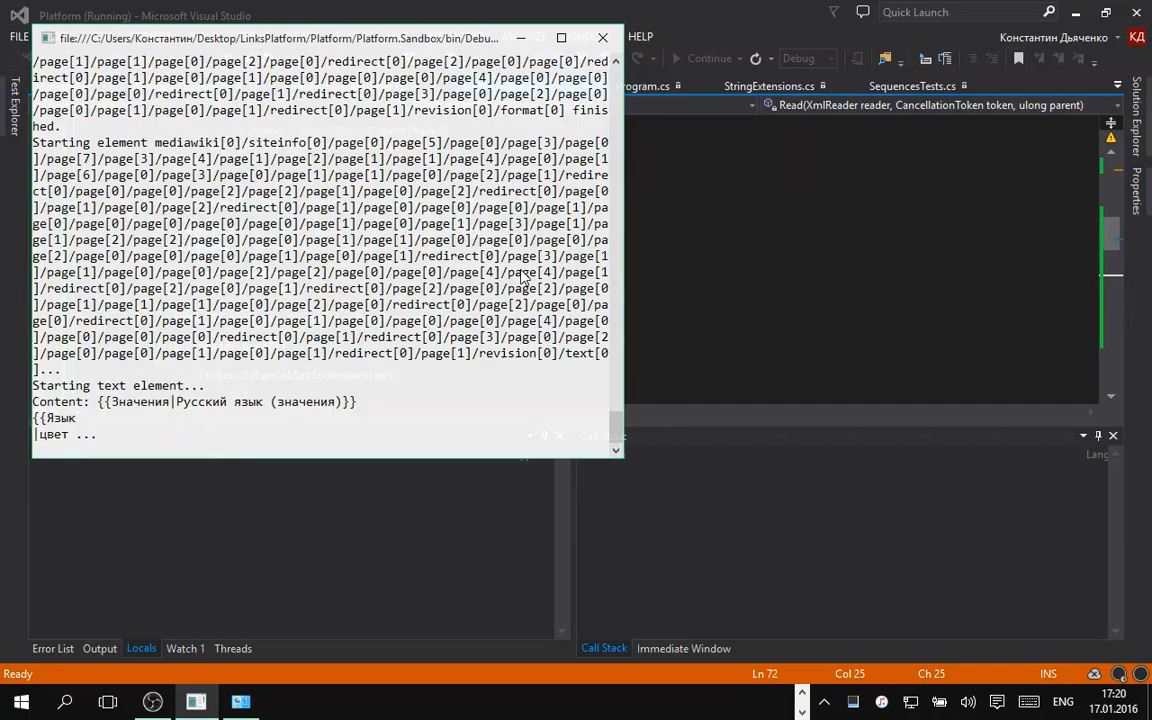 Platform (Running) - Microsoft Visual Studio
Quick Launch
FILE
HELP
Константин Дьяченко
КД
file:///C:/Users/Константин/Desktop/LinksPlatform/Platform/Platform.Sandbox/bin/Debu...
Continue
Debug
rogram.cs
StringExtensions.cs
SequencesTests.cs
Read(XmlReader reader, CancellationToken token, ulong parent)
Test Explorer
Solution Explorer
Properties
/page[1]/page[1]/page[0]/page[2]/page[0]/redirect[0]/page[2]/page[0]/page[0]/red
irect[0]/page[1]/page[0]/page[1]/page[0]/page[0]/page[0]/page[4]/page[0]/page[0]
/page[0]/page[0]/redirect[0]/page[1]/redirect[0]/page[3]/page[0]/page[2]/page[0]
/page[0]/page[1]/page[0]/page[1]/redirect[0]/page[1]/revision[0]/format[0] finis
hed.
Starting element mediawiki[0]/siteinfo[0]/page[0]/page[5]/page[0]/page[3]/page[0
]/page[7]/page[3]/page[4]/page[1]/page[2]/page[1]/page[1]/page[4]/page[0]/page[1
]/page[6]/page[0]/page[3]/page[0]/page[1]/page[1]/page[0]/page[2]/page[1]/redire
ct[0]/page[0]/page[0]/page[2]/page[2]/page[1]/page[0]/page[2]/redirect[0]/page[0
]/page[1]/page[0]/page[2]/redirect[0]/page[1]/page[0]/page[0]/page[0]/page[1]/pa
ge[0]/page[0]/page[0]/page[0]/page[1]/page[0]/page[0]/page[1]/page[3]/page[1]/pa
ge[1]/page[2]/page[2]/page[0]/page[0]/page[1]/page[1]/page[0]/page[0]/page[0]/pa
ge[2]/page[0]/page[0]/page[0]/page[1]/page[0]/page[1]/redirect[0]/page[3]/page[1
]/page[1]/page[0]/page[0]/page[2]/page[2]/page[0]/page[0]/page[4]/page[4]/page[1
]/redirect[0]/page[2]/page[0]/page[1]/redirect[0]/page[2]/page[0]/page[2]/page[0
]/page[1]/page[1]/page[0]/page[2]/page[0]/page[0]/redirect[0]/page[2]/page[0]/pa
ge[0]/redirect[0]/page[1]/page[0]/page[1]/page[0]/page[0]/page[0]/page[4]/page[0
]/page[0]/page[0]/page[0]/redirect[0]/page[1]/redirect[0]/page[3]/page[0]/page[2
]/page[0]/page[0]/page[1]/page[0]/page[1]/redirect[0]/page[1]/revision[0]/text[0
]...
Starting text element...
Content: {{Значения|Русский язык (значения)}}
{{Язык
|цвет ...
Error List
Output
Locals
Watch 1
Threads
Call Stack
Immediate Window
Ready
Ln 72
Col 25
Ch 25
INS
ENG
17:20
17.01.2016